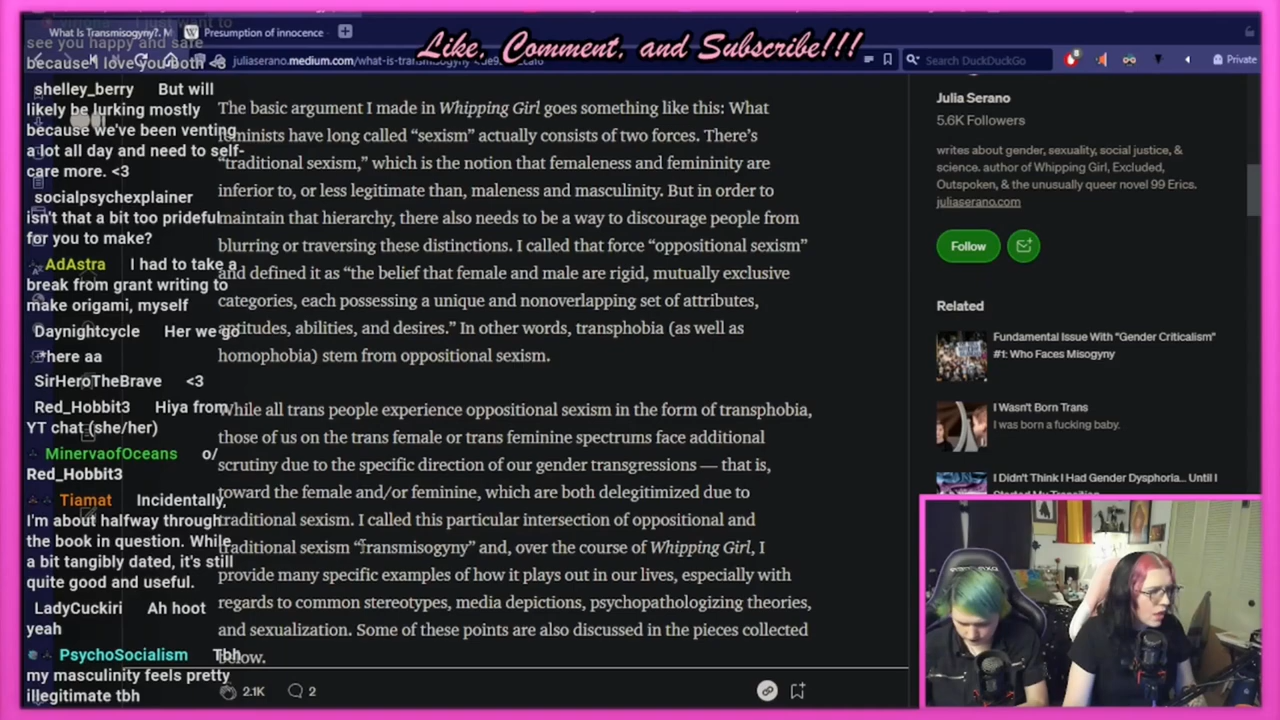 What Is Transmisogyny?. M
Presumption of innocence
Like, Comment, and Subscribe!!!
juliaserano.medium.com/what-is-transmisogyny
Search DuckDuckGo
Private
I just want to
see you happy and safe
because I love you both <3
shelley_berry But will
likely be lurking mostly
because we've been venting
a lot all day and need to self-
care more. <3
socialpsychexplainer
isn't that a bit too prideful
for you to make?
AdAstra I had to take a
break from grant writing to
make origami, myself
Daynightcycle Her we go
*here aa
SirHeroTheBrave <3
Red_Hobbit3 Hiya from
YT chat (she/her)
MinervaofOceans o/
Red_Hobbit3
Tiamat Incidentally,
I'm about halfway through
the book in question. While
a bit tangibly dated, it's still
quite good and useful.
LadyCuckiri Ah hoot
yeah
PsychoSocialism Tbh
my masculinity feels pretty
illegitimate tbh
The basic argument I made in Whipping Girl goes something like this: What
feminists have long called “sexism” actually consists of two forces. There’s
“traditional sexism,” which is the notion that femaleness and femininity are
inferior to, or less legitimate than, maleness and masculinity. But in order to
maintain that hierarchy, there also needs to be a way to discourage people from
blurring or traversing these distinctions. I called that force “oppositional sexism”
and defined it as “the belief that female and male are rigid, mutually exclusive
categories, each possessing a unique and nonoverlapping set of attributes,
aptitudes, abilities, and desires.” In other words, transphobia (as well as
homophobia) stem from oppositional sexism.
While all trans people experience oppositional sexism in the form of transphobia,
those of us on the trans female or trans feminine spectrums face additional
scrutiny due to the specific direction of our gender transgressions — that is,
toward the female and/or feminine, which are both delegitimized due to
traditional sexism. I called this particular intersection of oppositional and
traditional sexism “transmisogyny” and, over the course of Whipping Girl, I
provide many specific examples of how it plays out in our lives, especially with
regards to common stereotypes, media depictions, psychopathologizing theories,
and sexualization. Some of these points are also discussed in the pieces collected
below.
2.1K
2
Julia Serano
5.6K Followers
writes about gender, sexuality, social justice, &
science. author of Whipping Girl, Excluded,
Outspoken, & the unusually queer novel 99 Erics.
juliaserano.com
Follow
Related
Fundamental Issue With “Gender Criticalism”
#1: Who Faces Misogyny
I Wasn't Born Trans
I was born a fucking baby.
I Didn't Think I Had Gender Dysphoria... Until I
Started My Transition